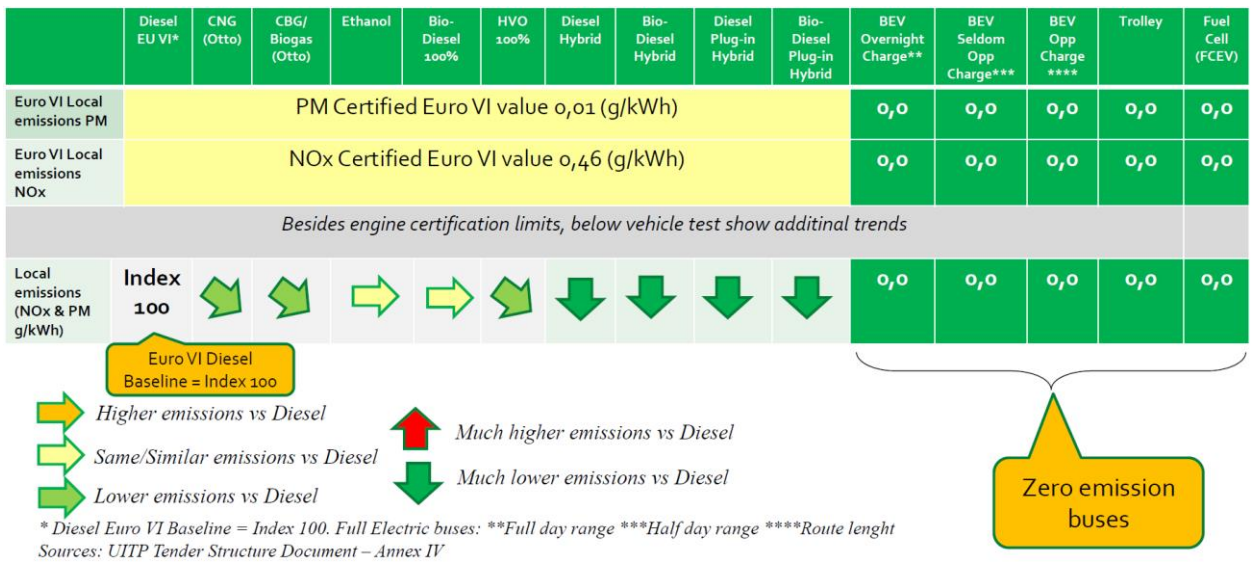 Diesel EU VI*
CNG (Otto)
CBG/ Biogas (Otto)
Ethanol
Bio-Diesel 100%
HVO 100%
Diesel Hybrid
Bio-Diesel Hybrid
Diesel Plug-in Hybrid
Bio-Diesel Plug-in Hybrid
BEV Overnight Charge**
BEV Seldom Opp Charge***
BEV Opp Charge ****
Trolley
Fuel Cell (FCEV)
Euro VI Local emissions PM
PM Certified Euro VI value 0,01 (g/kWh)
0,0 0,0 0,0 0,0 0,0
Euro VI Local emissions NOx
NOx Certified Euro VI value 0,46 (g/kWh)
0,0 0,0 0,0 0,0 0,0
Besides engine certification limits, below vehicle test show additinal trends
Local emissions (NOx & PM g/kWh)
Index 100
0,0 0,0 0,0 0,0 0,0
Euro VI Diesel
Baseline = Index 100
Higher emissions vs Diesel
Same/Similar emissions vs Diesel
Lower emissions vs Diesel
Much higher emissions vs Diesel
Much lower emissions vs Diesel
Zero emission
buses
* Diesel Euro VI Baseline = Index 100. Full Electric buses: **Full day range ***Half day range ****Route lenght
Sources: UITP Tender Structure Document – Annex IV